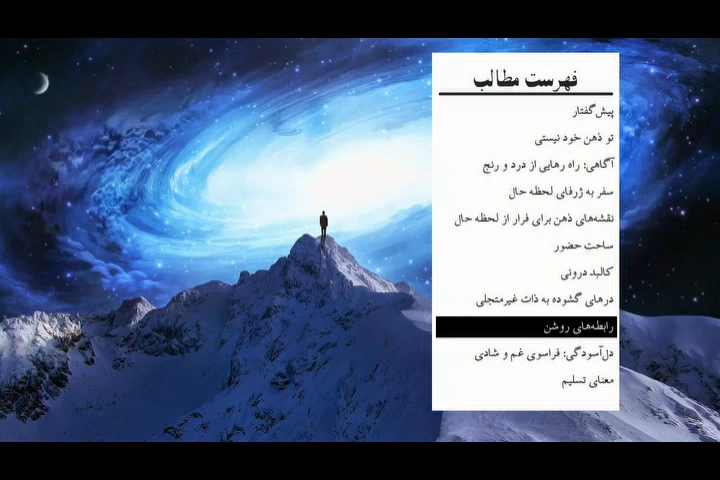 فهرست مطالب
پیش‌گفتار
تو ذهن خود نیستی
آگاهی: راه رهایی از درد و رنج
سفر به ژرفای لحظه حال
نقشه‌های ذهن برای فرار از لحظه حال
ساحت حضور
کالبد درونی
درهای گشوده به ذات غیرمتجلی
رابطه‌های روشن
دل‌آسودگی: فراسوی غم و شادی
معنای تسلیم